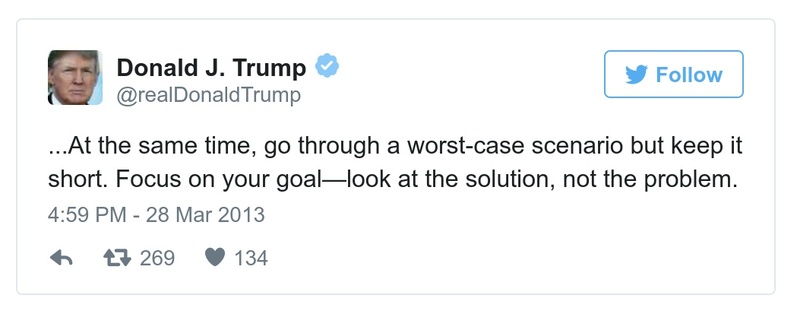 Donald J. Trump
@realDonaldTrump
Follow
...At the same time, go through a worst-case scenario but keep it
short. Focus on your goal—look at the solution, not the problem.
4:59 PM - 28 Mar 2013
269 134